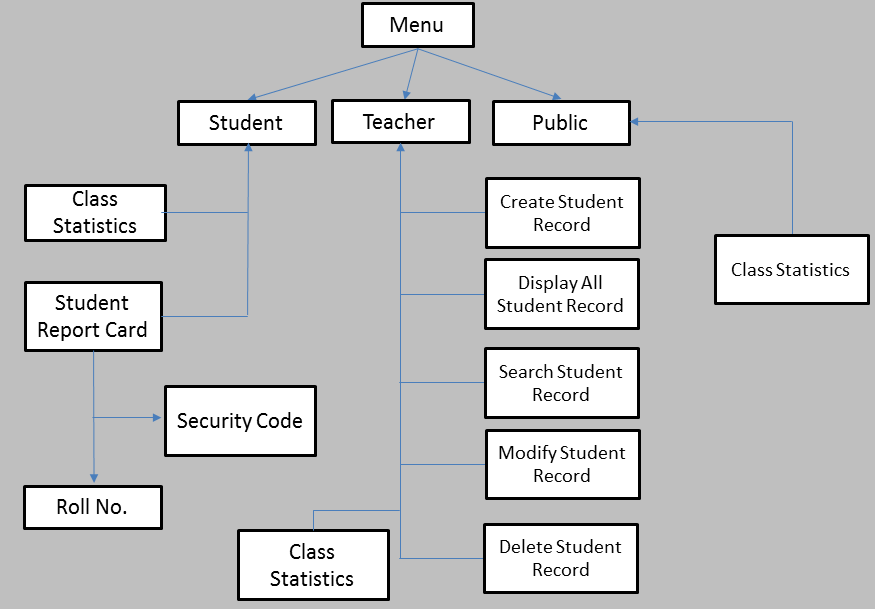 Menu
Student
Teacher
Public
Class
Statistics
Create Student
Record
Class Statistics
Display All
Student Record
Student
Report Card
Search Student
Record
Security Code
Modify Student
Record
Roll No.
Class
Statistics
Delete Student
Record